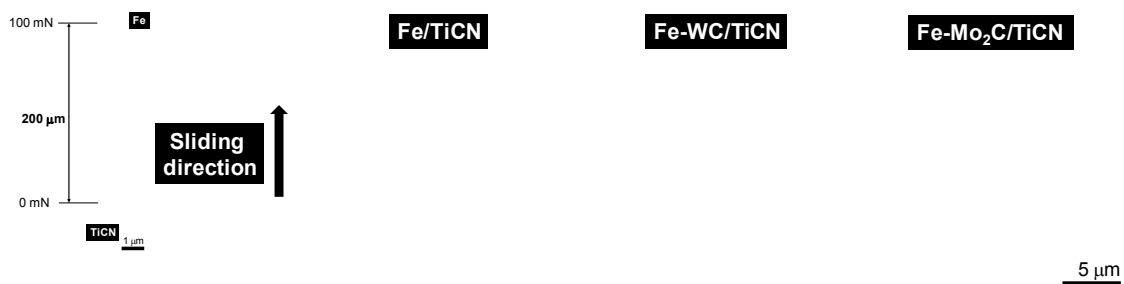 100 mN
Fe
Fe/TiCN
Fe-WC/TiCN
Fe-Mo₂C/TiCN
200 μm
Sliding
direction
0 mN
TiCN
1 μm
5 μm